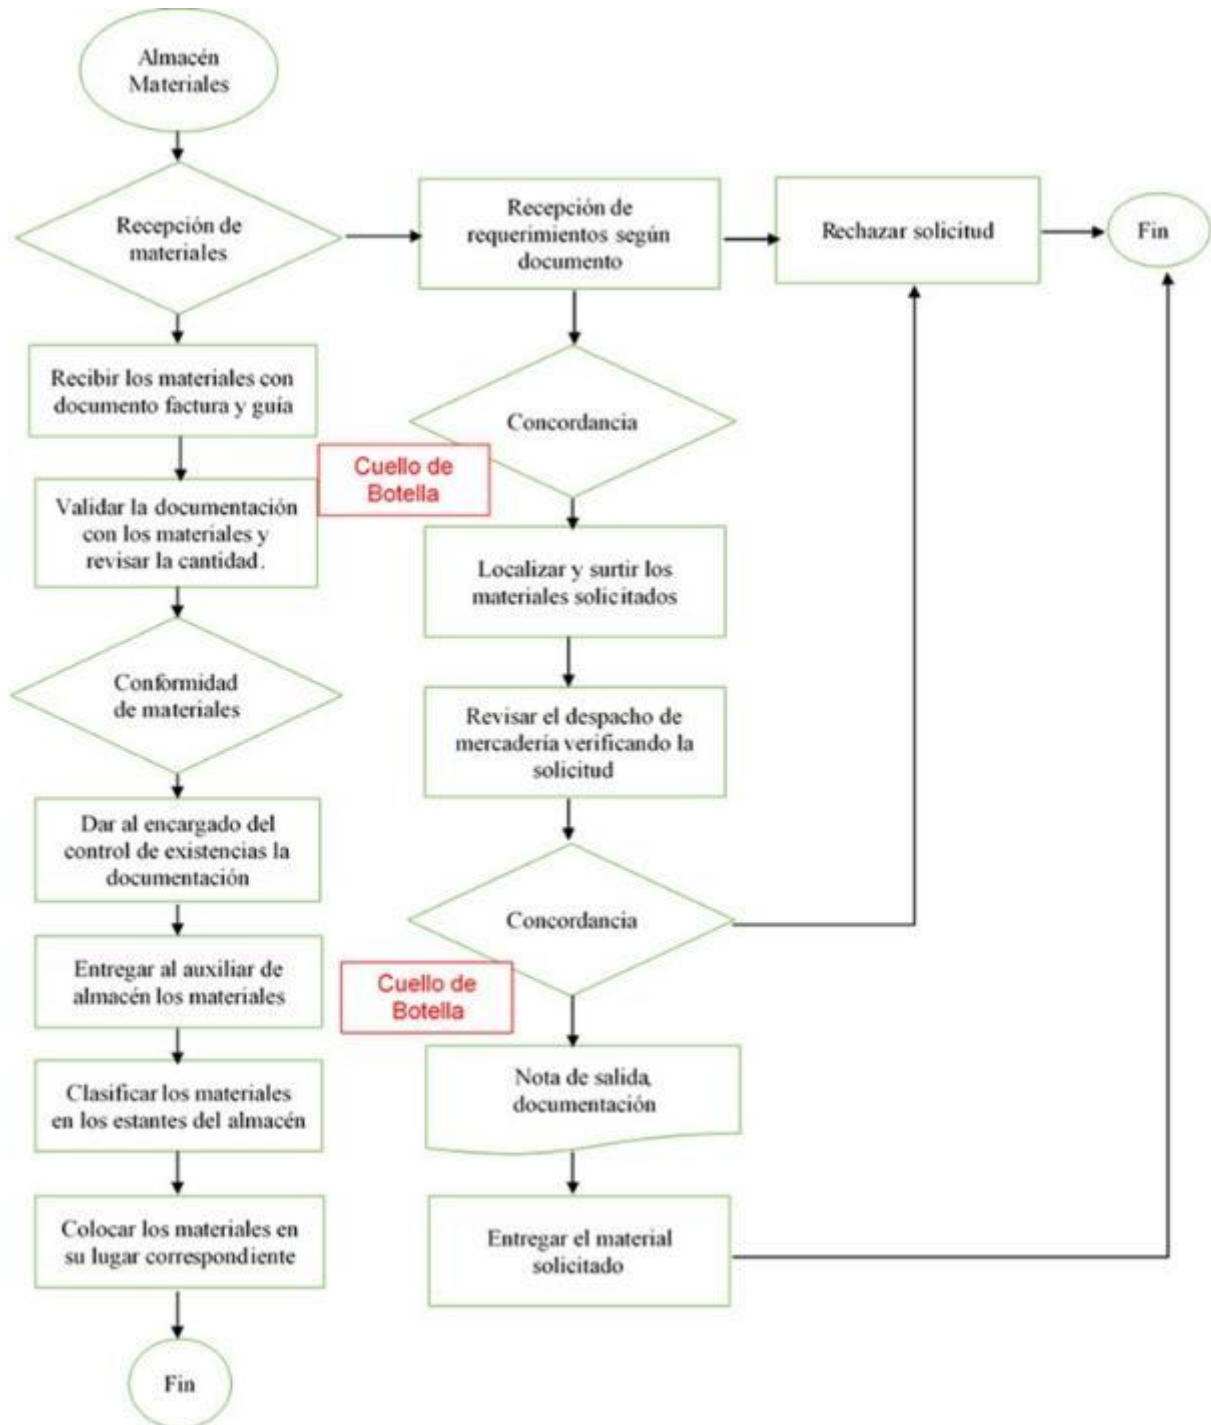 Almacén
Materiales
Recepción de
materiales
Recepción de
requerimientos según
documento
Rechazar solicitud
Fin
Recibir los materiales con
documento factura y guía
Concordancia
Cuello de
Botella
Validar la documentación
con los materiales y
revisar la cantidad.
Localizar y surtir los
materiales solicitados
Conformidad
de materiales
Revisar el despacho de
mercadería verificando la
solicitud
Dar al encargado del
control de existencias la
documentación
Concordancia
Cuello de
Botella
Entregar al auxiliar de
almacén los materiales
Nota de salida,
documentación
Clasificar los materiales
en los estantes del almacén
Colocar los materiales en
su lugar correspondiente
Entregar el material
solicitado
Fin